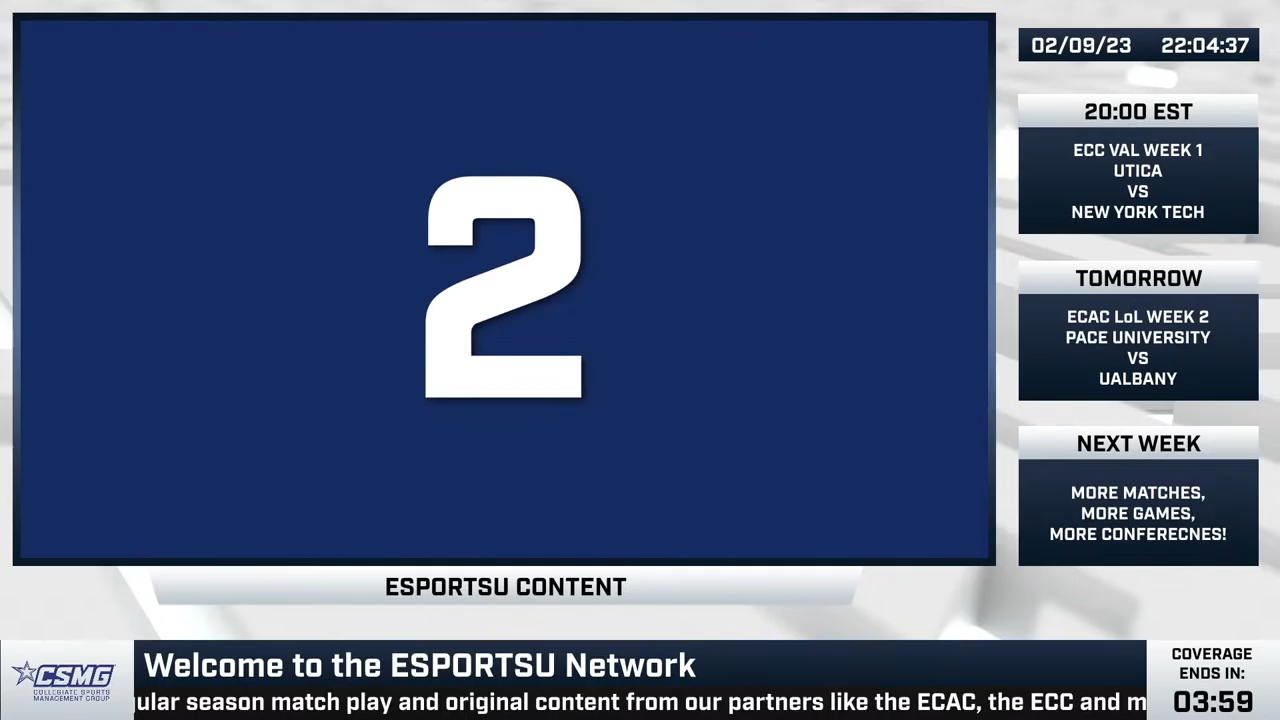 2
02/09/23 22:04:37
20:00 EST
ECC VAL WEEK 1
UTICA
VS
NEW YORK TECH
TOMORROW
ECAC LoL WEEK 2
PACE UNIVERSITY
VS
UALBANY
NEXT WEEK
MORE MATCHES,
MORE GAMES,
MORE CONFERECNES!
ESPORTSU CONTENT
CSMG
COLLEGIATE SPORTS
MANAGEMENT GROUP
Welcome to the ESPORTSU Network
gular season match play and original content from our partners like the ECAC, the ECC and m
COVERAGE
ENDS IN:
03:59